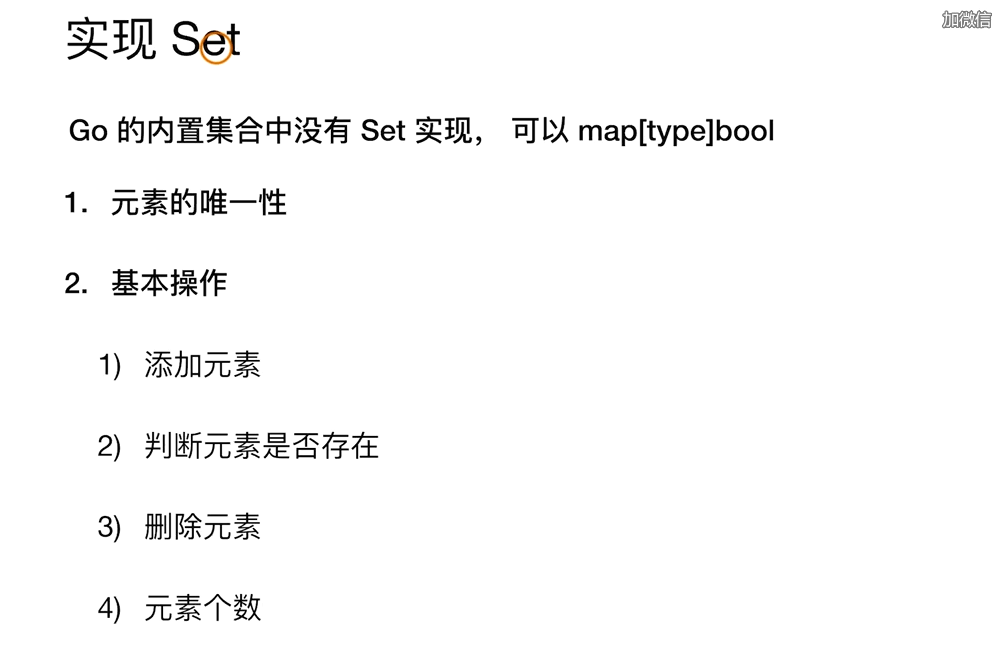 加微信
实现 Set
Go 的内置集合中没有 Set 实现， 可以 map[type]bool
1. 元素的唯一性
2. 基本操作
1) 添加元素
2) 判断元素是否存在
3) 删除元素
4) 元素个数